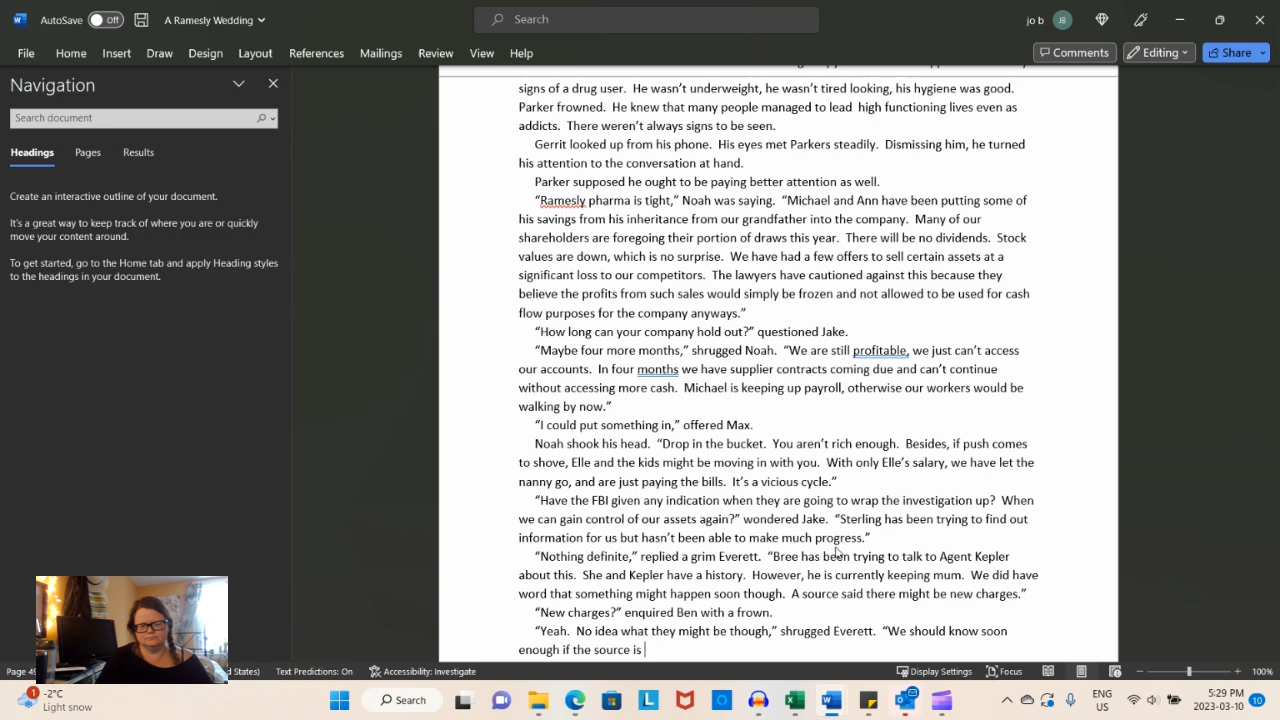 AutoSave Off A Ramesly Wedding Search jo b JB
File Home Insert Draw Design Layout References Mailings Review View Help Comments Editing Share
Navigation
Search document
Headings Pages Results
Create an interactive outline of your document.
It's a great way to keep track of where you are or quickly
move your content around.
To get started, go to the Home tab and apply Heading styles
to the headings in your document.
signs of a drug user. He wasn't underweight, he wasn't tired looking, his hygiene was good.
Parker frowned. He knew that many people managed to lead high functioning lives even as
addicts. There weren't always signs to be seen.
Gerrit looked up from his phone. His eyes met Parkers steadily. Dismissing him, he turned
his attention to the conversation at hand.
Parker supposed he ought to be paying better attention as well.
“Ramesly pharma is tight,” Noah was saying. “Michael and Ann have been putting some of
his savings from his inheritance from our grandfather into the company. Many of our
shareholders are foregoing their portion of draws this year. There will be no dividends. Stock
values are down, which is no surprise. We have had a few offers to sell certain assets at a
significant loss to our competitors. The lawyers have cautioned against this because they
believe the profits from such sales would simply be frozen and not allowed to be used for cash
flow purposes for the company anyways.”
“How long can your company hold out?” questioned Jake.
“Maybe four more months,” shrugged Noah. “We are still profitable, we just can't access
our accounts. In four months we have supplier contracts coming due and can't continue
without accessing more cash. Michael is keeping up payroll, otherwise our workers would be
walking by now.”
“I could put something in,” offered Max.
Noah shook his head. “Drop in the bucket. You aren't rich enough. Besides, if push comes
to shove, Elle and the kids might be moving in with you. With only Elle's salary, we have let the
nanny go, and are just paying the bills. It's a vicious cycle.”
“Have the FBI given any indication when they are going to wrap the investigation up? When
we can gain control of our assets again?” wondered Jake. “Sterling has been trying to find out
information for us but hasn't been able to make much progress.”
“Nothing definite,” replied a grim Everett. “Bree has been trying to talk to Agent Kepler
about this. She and Kepler have a history. However, he is currently keeping mum. We did have
word that something might happen soon though. A source said there might be new charges.”
“New charges?” enquired Ben with a frown.
“Yeah. No idea what they might be though,” shrugged Everett. “We should know soon
enough if the source is
States) Text Predictions: On Accessibility: Investigate Display Settings Focus 100%
1 -2°C
Light snow
Search
ENG
US
5:29 PM
2023-03-10
10